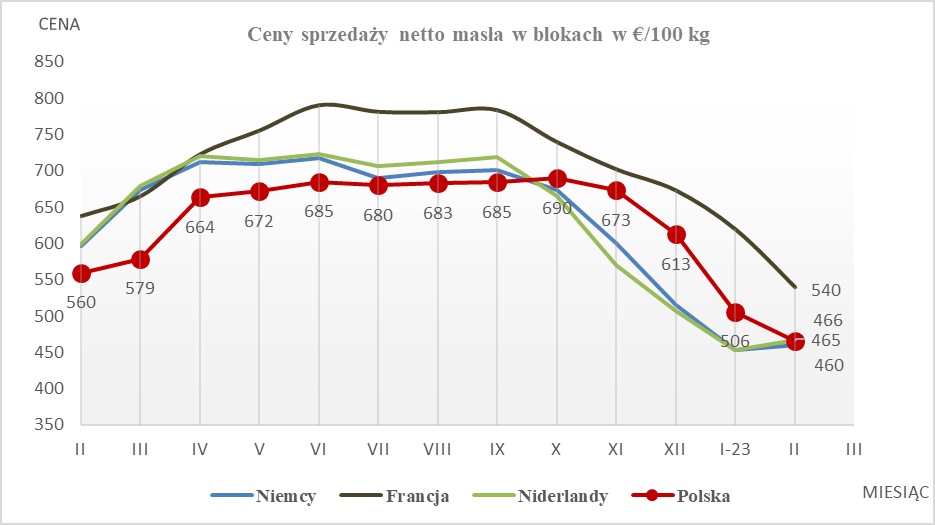 CENA
Ceny sprzedaży netto masła w blokach w €/100 kg
850
800
750
700
650
600
550
500
450
400
350
560
579
664
672
685
680
683
685
690
673
613
506
540
466
465
460
II
III
IV
V
VI
VII
VIII
IX
X
XI
XII
I-23
II
III
MIESIĄC
Niemcy
Francja
Niderlandy
Polska